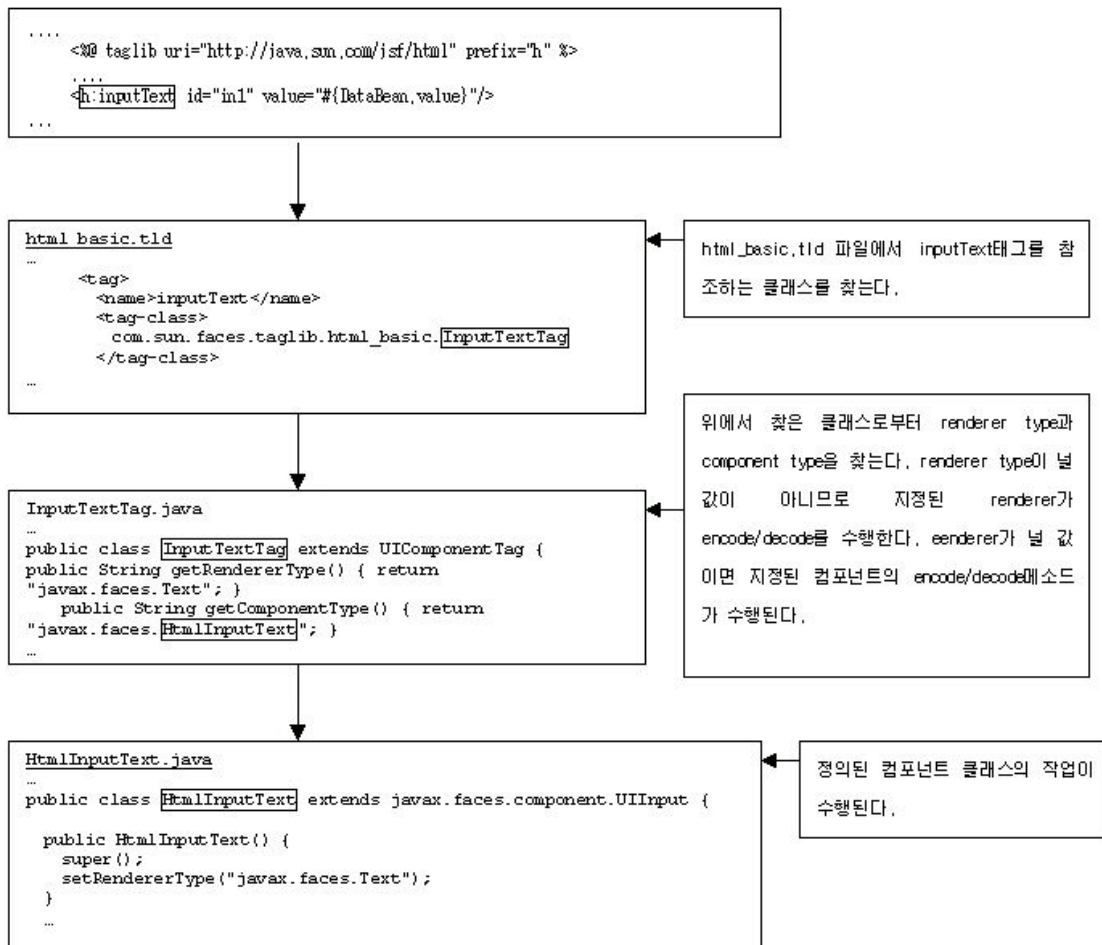 ....
<%@ taglib uri="http://java.sun.com/jsf/html" prefix="h" %>
....
<h:inputText id="in1" value="#{DataBean.value}"/>
...
html_basic.tld
…
<tag>
<name>inputText</name>
<tag-class>
com.sun.faces.taglib.html_basic.InputTextTag
</tag-class>
…
html_basic.tld 파일에서 inputText태그를 참
조하는 클래스를 찾는다.
위에서 찾은 클래스로부터 renderer type과
component type을 찾는다. renderer type이 널
값이 아니므로 지정된 renderer가
encode/decode를 수행한다. eenderer가 널 값
이면 지정된 컴포넌트의 encode/decode메소드
가 수행된다.
InputTextTag.java
…
public class InputTextTag extends UIComponentTag {
public String getRendererType() { return
"javax.faces.Text"; }
public String getComponentType() { return
"javax.faces.HtmlInputText"; }
…
HtmlInputText.java
…
public class HtmlInputText extends javax.faces.component.UIInput {
public HtmlInputText() {
super();
setRendererType("javax.faces.Text");
}
…
정의된 컴포넌트 클래스의 작업이
수행된다.